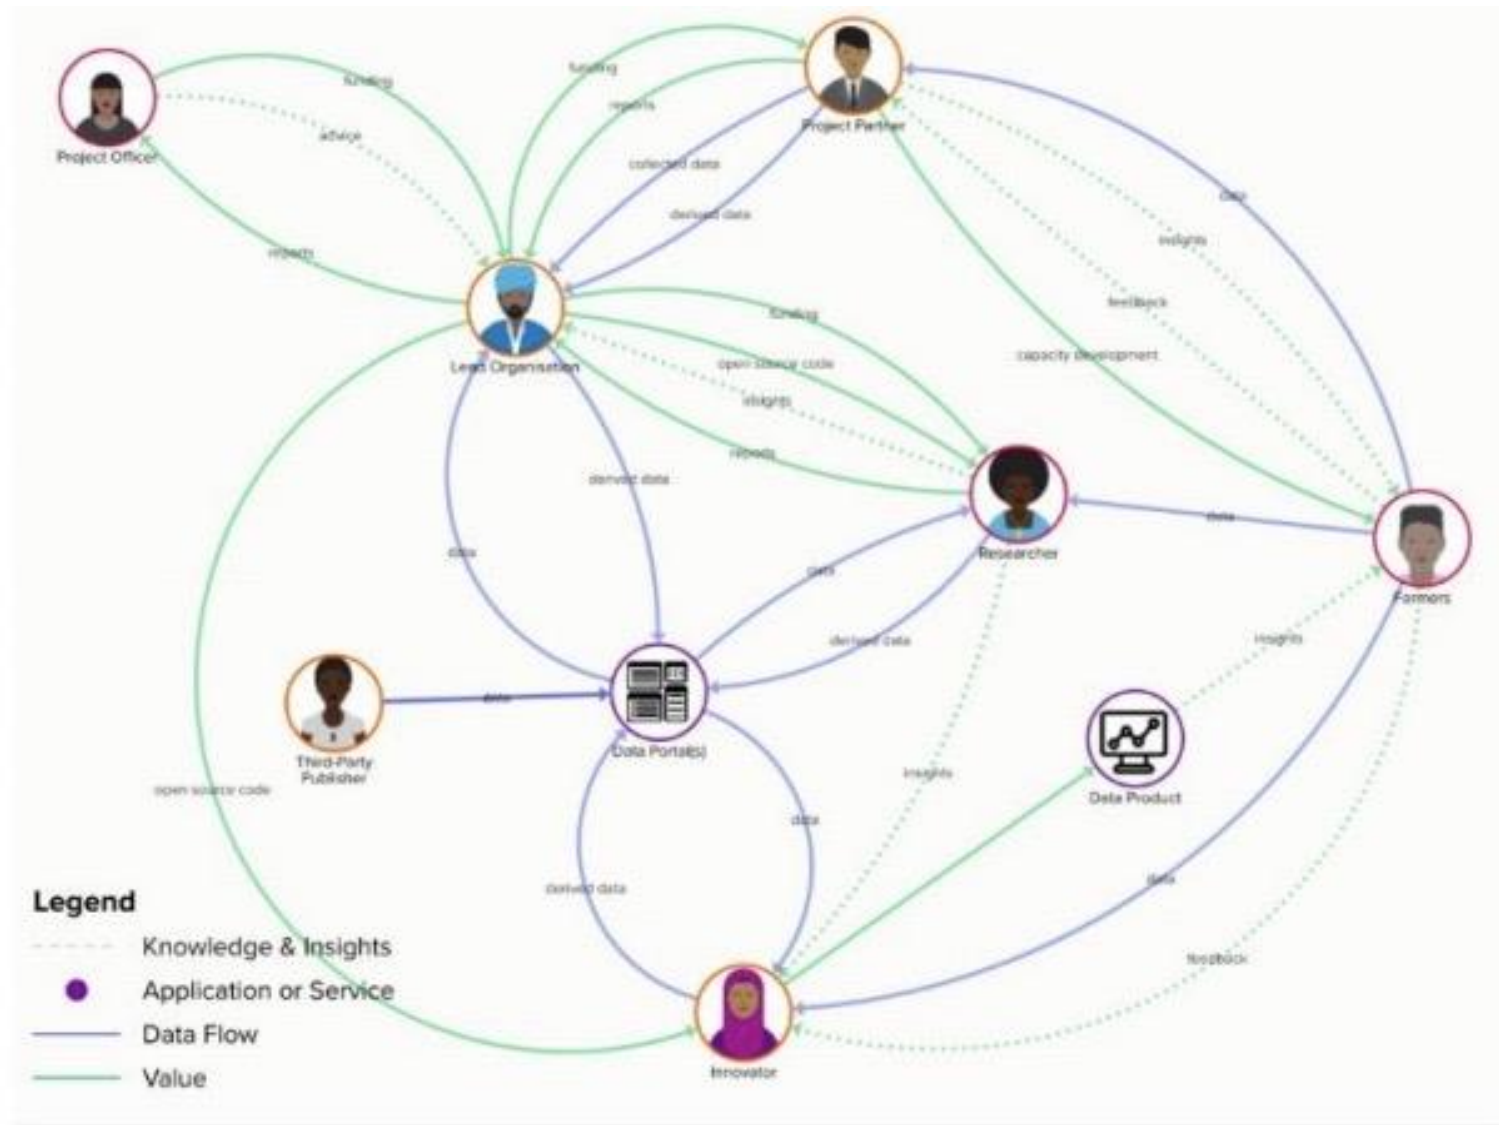 funding
funding
reports
Project Partner
advice
Project Officer
collected data
data
derived data
insights
reports
feedback
funding
capacity development
open source code
Lead Organisation
insights
reports
derived data
data
data
Researcher
data
Farmers
derived data
insights
data
Data Portal(s)
Third-Party
Publisher
insights
open source code
Data Product
data
data
derived data
Legend
Knowledge & Insights
feedback
Application or Service
Data Flow
Innovator
Value